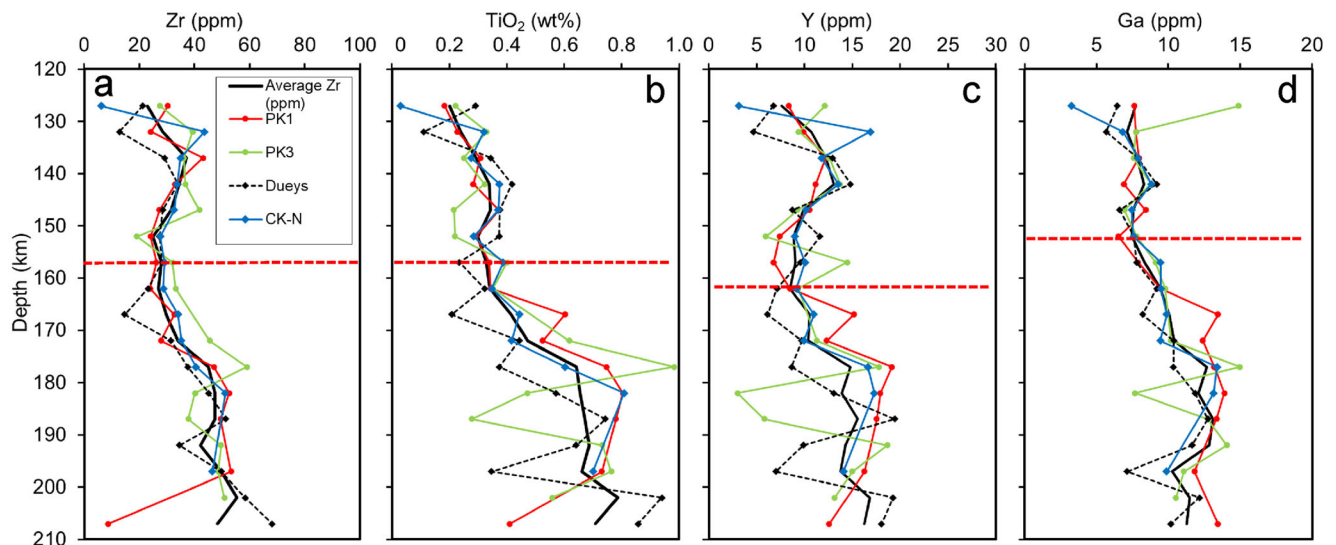 Zr (ppm)
TiO₂ (wt%)
Y (ppm)
Ga (ppm)
0 20 40 60 80 100
0 0.2 0.4 0.6 0.8 1.0
0 5 10 15 20 25 30
0 5 10 15 20
a
b
c
d
Average Zr
(ppm)
PK1
PK3
Dueys
CK-N
Depth (km)
120
130
140
150
160
170
180
190
200
210